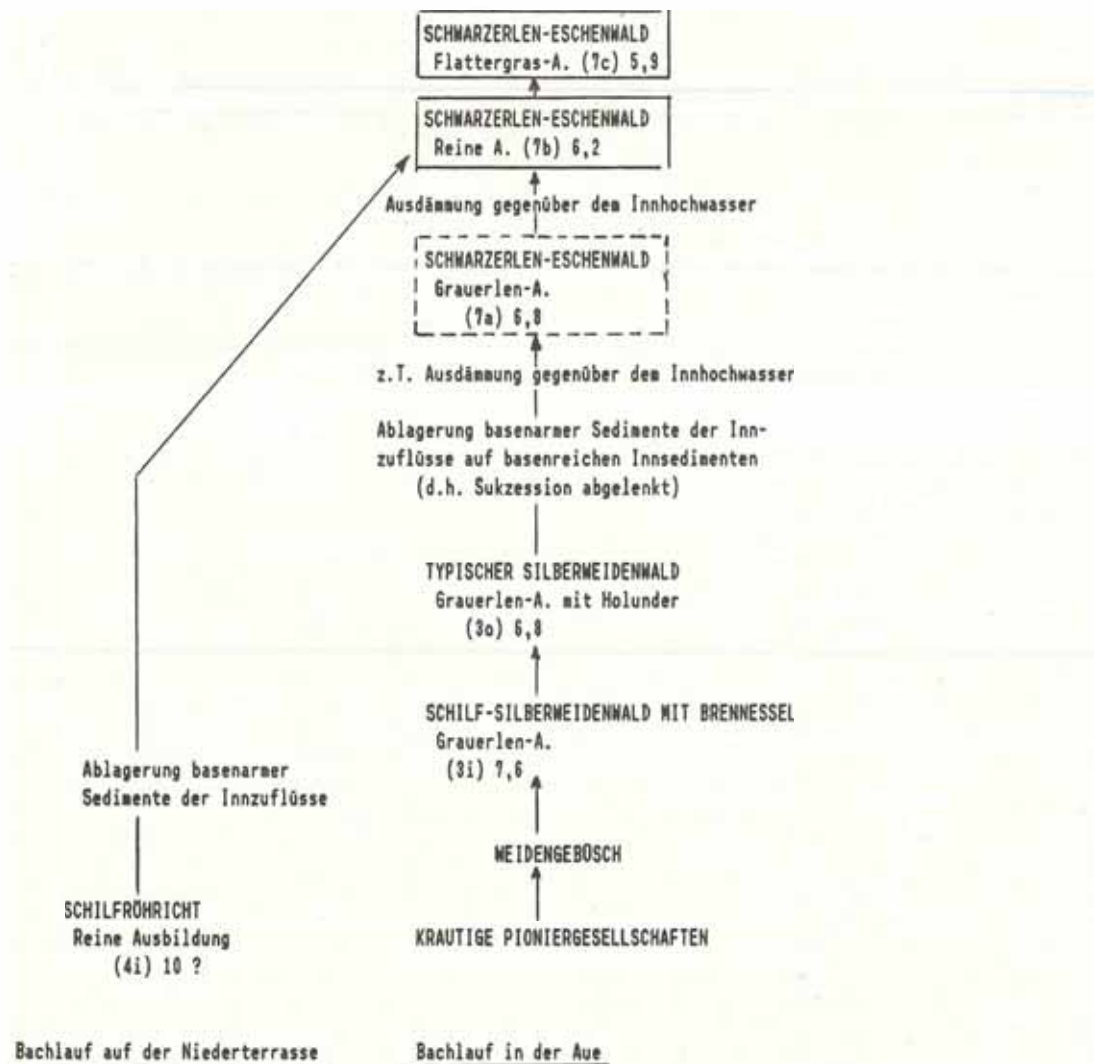 SCHWARZERLEN-ESCHENWALD
Flattergras-A. (7c) 5,9
SCHWARZERLEN-ESCHENWALD
Reine A. (7b) 6,2
Ausdämmung gegenüber dem Innhochwasser
SCHWARZERLEN-ESCHENWALD
Grauerlen-A.
(7a) 6,8
z.T. Ausdämmung gegenüber dem Innhochwasser
Ablagerung basenarmer Sedimente der Inn-
zuflüsse auf basenreichen Innsedimenten
(d.h. Sukzession abgelenkt)
TYPISCHER SILBERWEIDENWALD
Grauerlen-A. mit Holunder
(3o) 6,8
SCHILF-SILBERWEIDENWALD MIT BRENNESSEL
Grauerlen-A.
(3i) 7,6
Ablagerung basenarmer
Sedimente der Innzuflüsse
WEIDENGEBÜSCH
SCHILFRÖHRICHT
Reine Ausbildung
(4i) 10 ?
KRAUTIGE PIONIERGESELLSCHAFTEN
Bachlauf auf der Niederterrasse
Bachlauf in der Aue